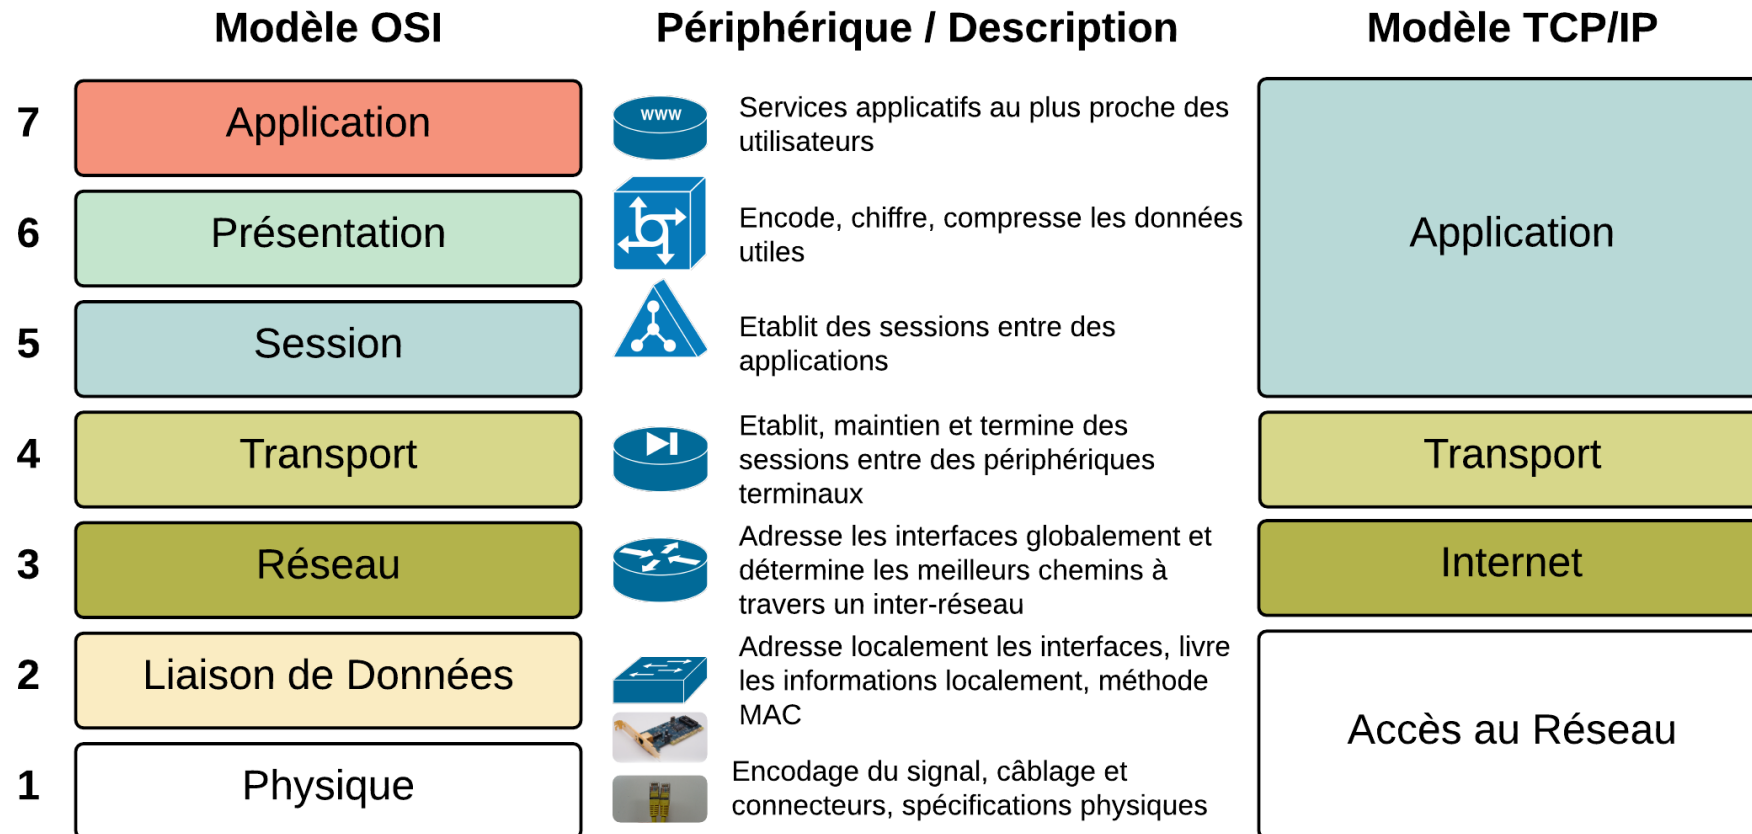 Modèle OSI
Périphérique / Description
Modèle TCP/IP
7
Application
www
Services applicatifs au plus proche des
utilisateurs
6
Présentation
Encode, chiffre, compresse les données
utiles
Application
5
Session
Etablit des sessions entre des
applications
4
Transport
Etablit, maintien et termine des
sessions entre des périphériques
terminaux
Transport
3
Réseau
Adresse les interfaces globalement et
détermine les meilleurs chemins à
travers un inter-réseau
Internet
2
Liaison de Données
Adresse localement les interfaces, livre
les informations localement, méthode
MAC
Accès au Réseau
1
Physique
Encodage du signal, câblage et
connecteurs, spécifications physiques